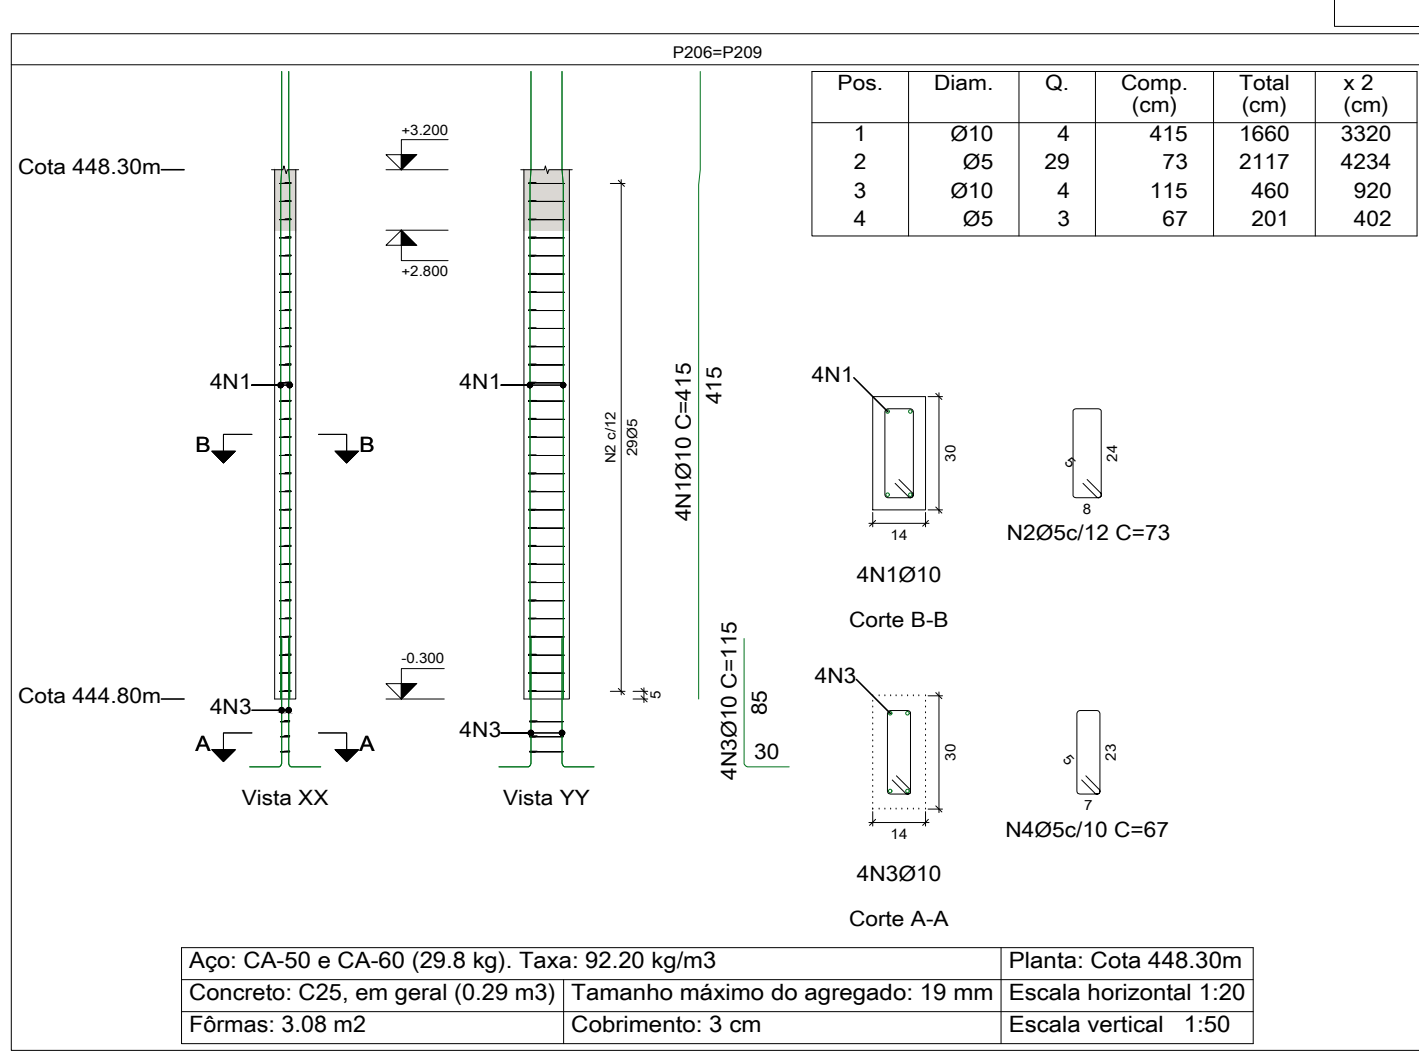 P206=P209
Pos. Diam. Q. Comp. (cm) Total (cm) x 2 (cm)
1 Ø10 4 415 1660 3320
2 Ø5 29 73 2117 4234
3 Ø10 4 115 460 920
4 Ø5 3 67 201 402
Cota 448.30m
+3.200
+2.800
4N1
4N1
B B
N2 c/12
29Ø5
4N1Ø10 C=415
415
4N1
30
14
4N1Ø10
Corte B-B
5
24
8
N2Ø5c/12 C=73
-0.300
Cota 444.80m
5
4N3
4N3
A A
4N3Ø10 C=115
85
30
Vista XX
Vista YY
4N3
30
14
4N3Ø10
Corte A-A
5
23
7
N4Ø5c/10 C=67
Aço: CA-50 e CA-60 (29.8 kg). Taxa: 92.20 kg/m3 Planta: Cota 448.30m
Concreto: C25, em geral (0.29 m3) Tamanho máximo do agregado: 19 mm Escala horizontal 1:20
Fôrmas: 3.08 m2 Cobrimento: 3 cm Escala vertical 1:50